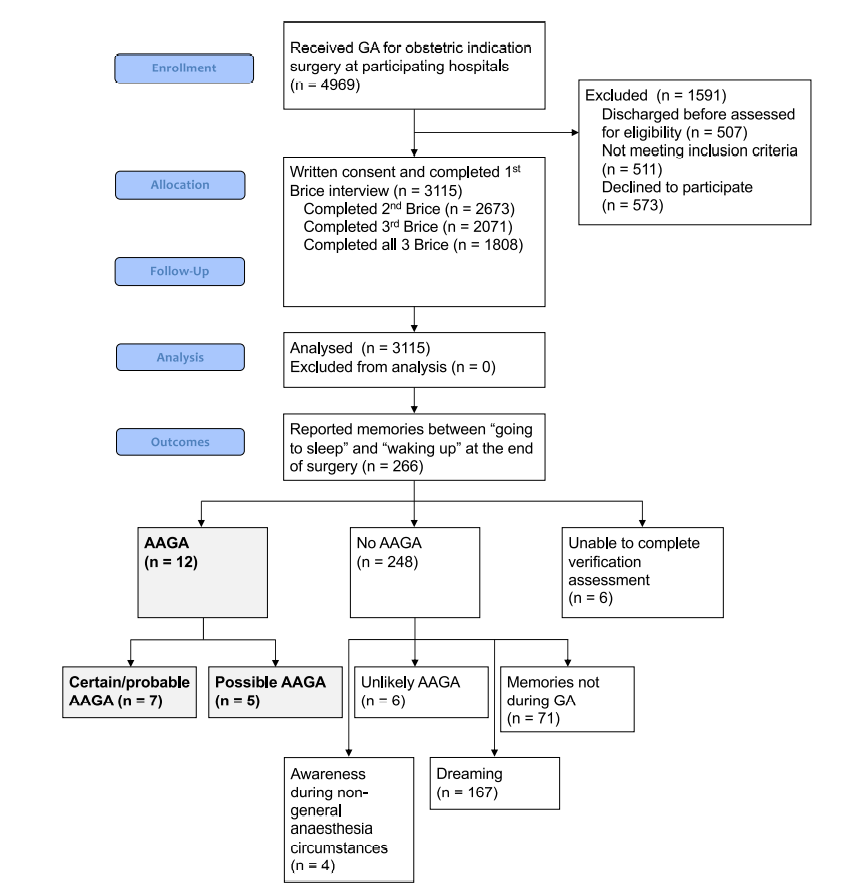 Enrollment
Received GA for obstetric indication
surgery at participating hospitals
(n = 4969)
Excluded (n = 1591)
Discharged before assessed
for eligibility (n = 507)
Not meeting inclusion criteria
(n = 511)
Declined to participate
(n = 573)
Allocation
Written consent and completed 1st
Brice interview (n = 3115)
Completed 2nd Brice (n = 2673)
Completed 3rd Brice (n = 2071)
Completed all 3 Brice (n = 1808)
Follow-Up
Analysis
Analysed (n = 3115)
Excluded from analysis (n = 0)
Outcomes
Reported memories between “going
to sleep” and “waking up” at the end
of surgery (n = 266)
AAGA
(n = 12)
No AAGA
(n = 248)
Unable to complete
verification
assessment
(n = 6)
Certain/probable
AAGA (n = 7)
Possible AAGA
(n = 5)
Unlikely AAGA
(n = 6)
Memories not
during GA
(n = 71)
Awareness
during non-
general
anaesthesia
circumstances
(n = 4)
Dreaming
(n = 167)